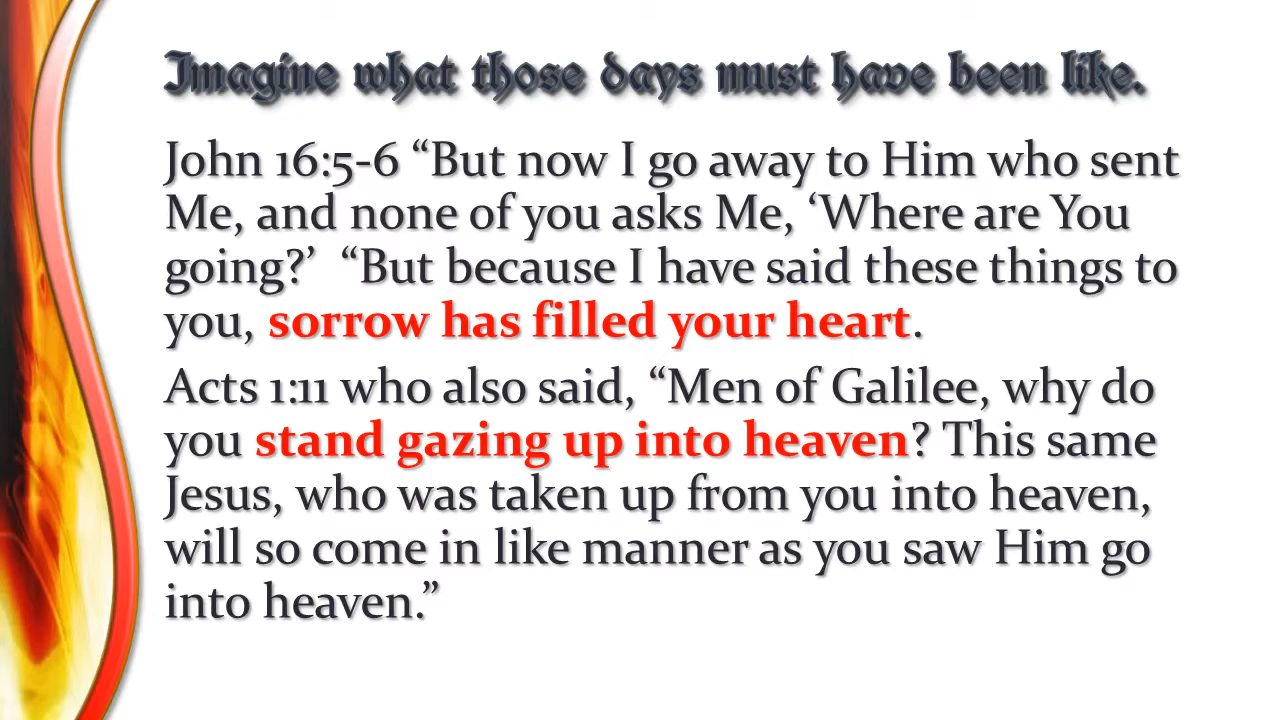 Imagine what those days must have been like.
John 16:5-6 “But now I go away to Him who sent
Me, and none of you asks Me, ‘Where are You
going?’  “But because I have said these things to
you, sorrow has filled your heart.
Acts 1:11 who also said, “Men of Galilee, why do
you stand gazing up into heaven? This same
Jesus, who was taken up from you into heaven,
will so come in like manner as you saw Him go
into heaven.”